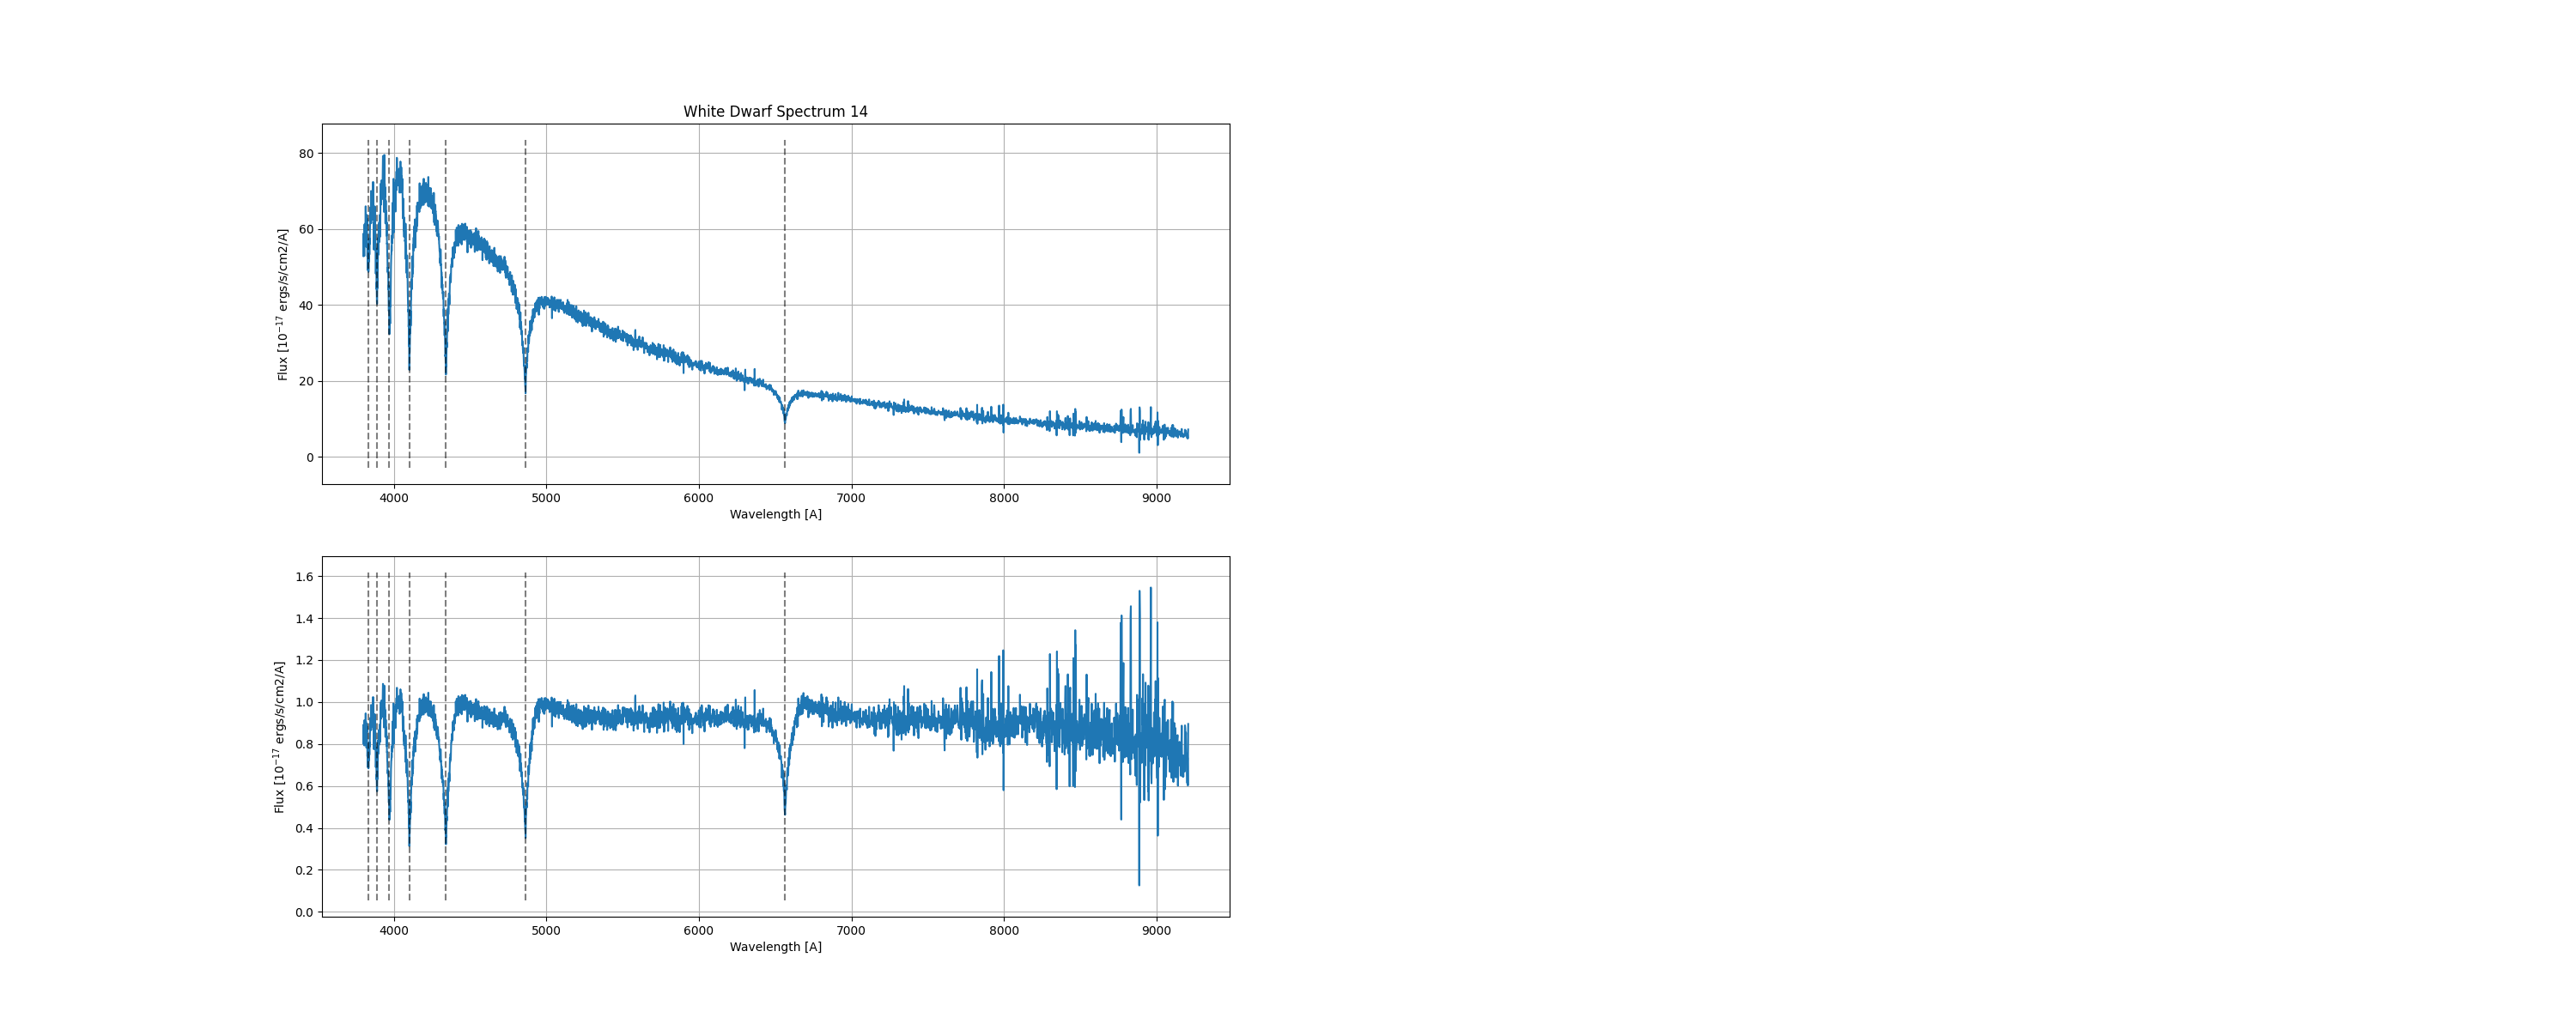 White Dwarf Spectrum 14
80
60
40
20
0
Flux [10⁻¹⁷ ergs/s/cm2/A]
4000 5000 6000 7000 8000 9000
Wavelength [A]
1.6
1.4
1.2
1.0
0.8
0.6
0.4
0.2
0.0
Flux [10⁻¹⁷ ergs/s/cm2/A]
4000 5000 6000 7000 8000 9000
Wavelength [A]